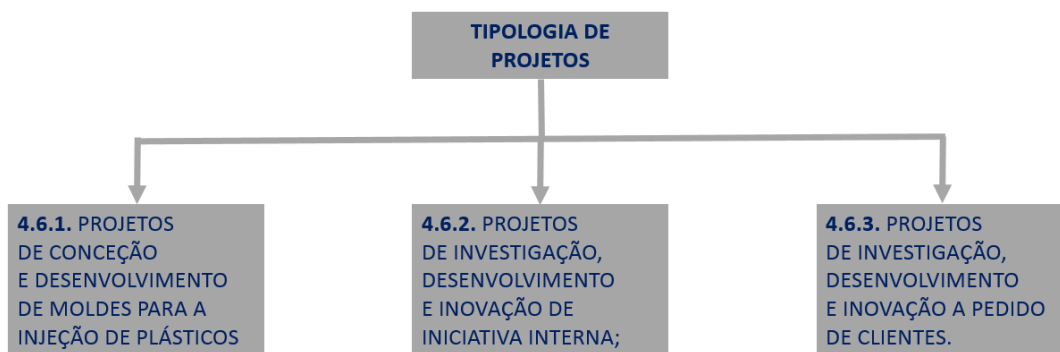 TIPOLOGIA DE
PROJETOS
4.6.1. PROJETOS
DE CONCEÇÃO
E DESENVOLVIMENTO
DE MOLDES PARA A
INJEÇÃO DE PLÁSTICOS
4.6.2. PROJETOS
DE INVESTIGAÇÃO,
DESENVOLVIMENTO
E INOVAÇÃO DE
INICIATIVA INTERNA;
4.6.3. PROJETOS
DE INVESTIGAÇÃO,
DESENVOLVIMENTO
E INOVAÇÃO A PEDIDO
DE CLIENTES.